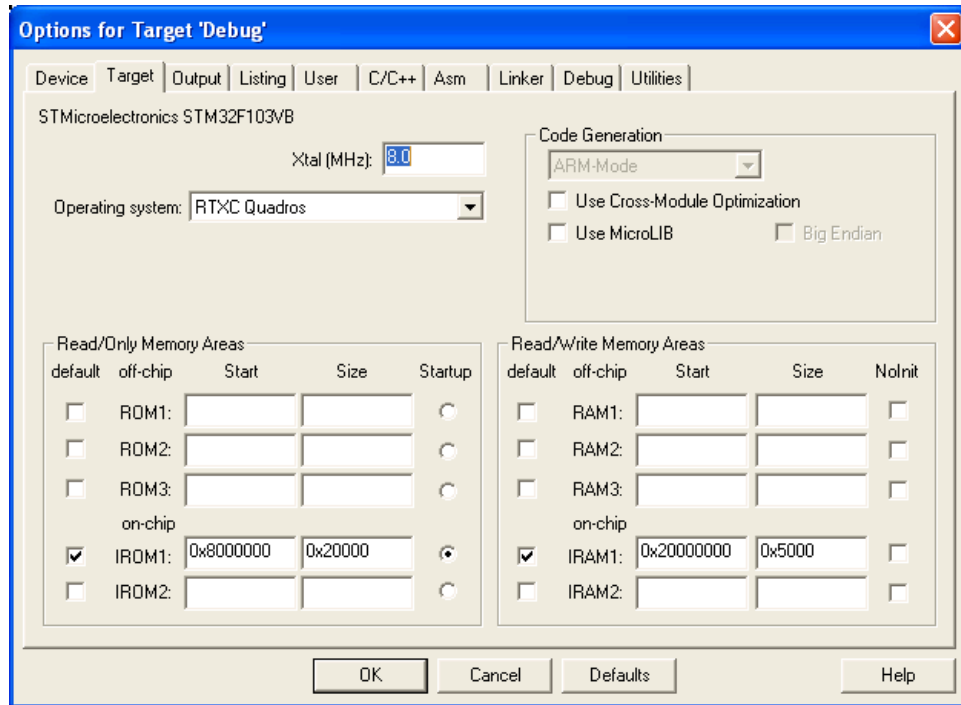 Options for Target 'Debug'
Device Target Output Listing User C/C++ Asm Linker Debug Utilities
STMicroelectronics STM32F103VB
Xtal (MHz): 8.0
Operating system: RTXC Quadros
Code Generation
ARM-Mode
Use Cross-Module Optimization
Use MicroLIB Big Endian
Read/Only Memory Areas
default off-chip Start Size Startup
ROM1:
ROM2:
ROM3:
on-chip
IROM1: 0x8000000 0x20000
IROM2:
Read/Write Memory Areas
default off-chip Start Size NoInit
RAM1:
RAM2:
RAM3:
on-chip
IRAM1: 0x20000000 0x5000
IRAM2:
OK Cancel Defaults Help